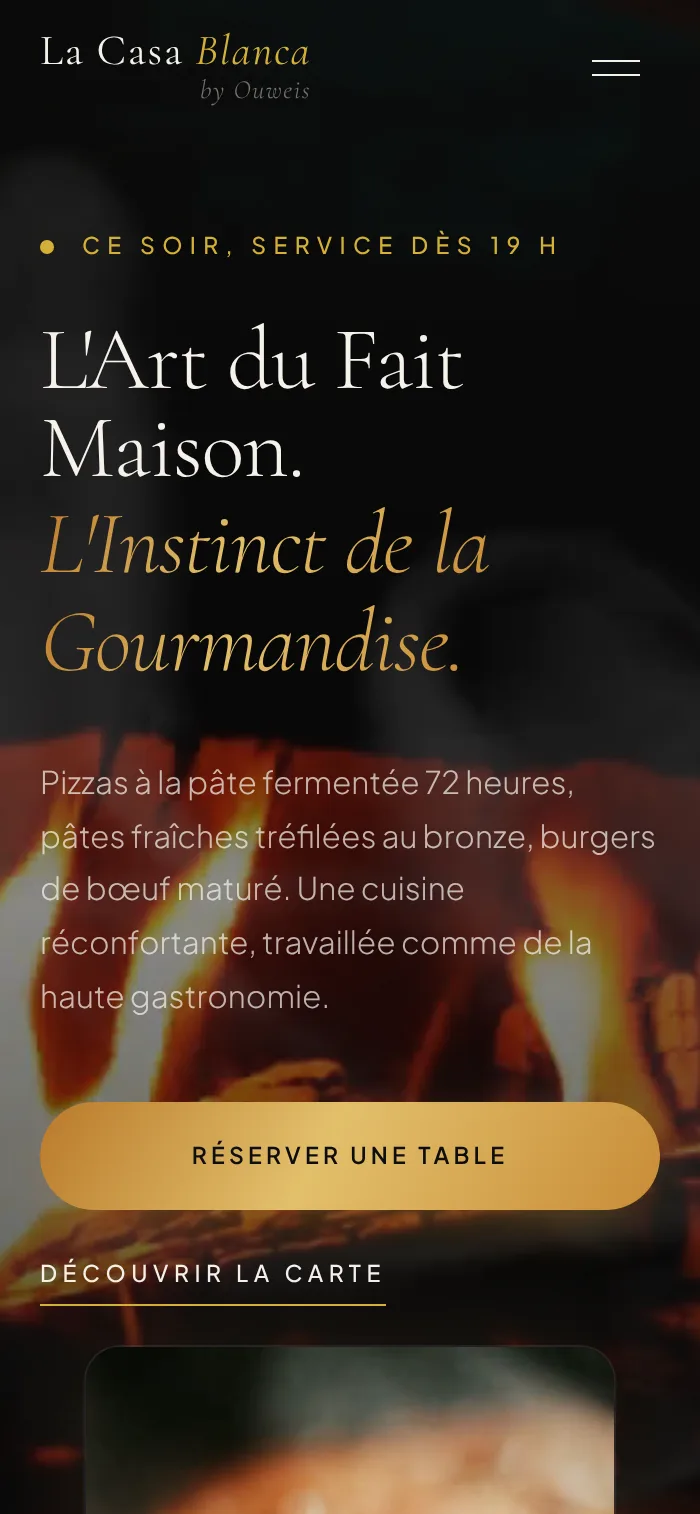 La Casa Blanca
by Ouweis
CE SOIR, SERVICE DÈS 19 H
L'Art du Fait
Maison.
L'Instinct de la
Gourmandise.
Pizzas à la pâte fermentée 72 heures,
pâtes fraîches tréfilées au bronze, burgers
de bœuf maturé. Une cuisine
réconfortante, travaillée comme de la
haute gastronomie.
RÉSERVER UNE TABLE
DÉCOUVRIR LA CARTE